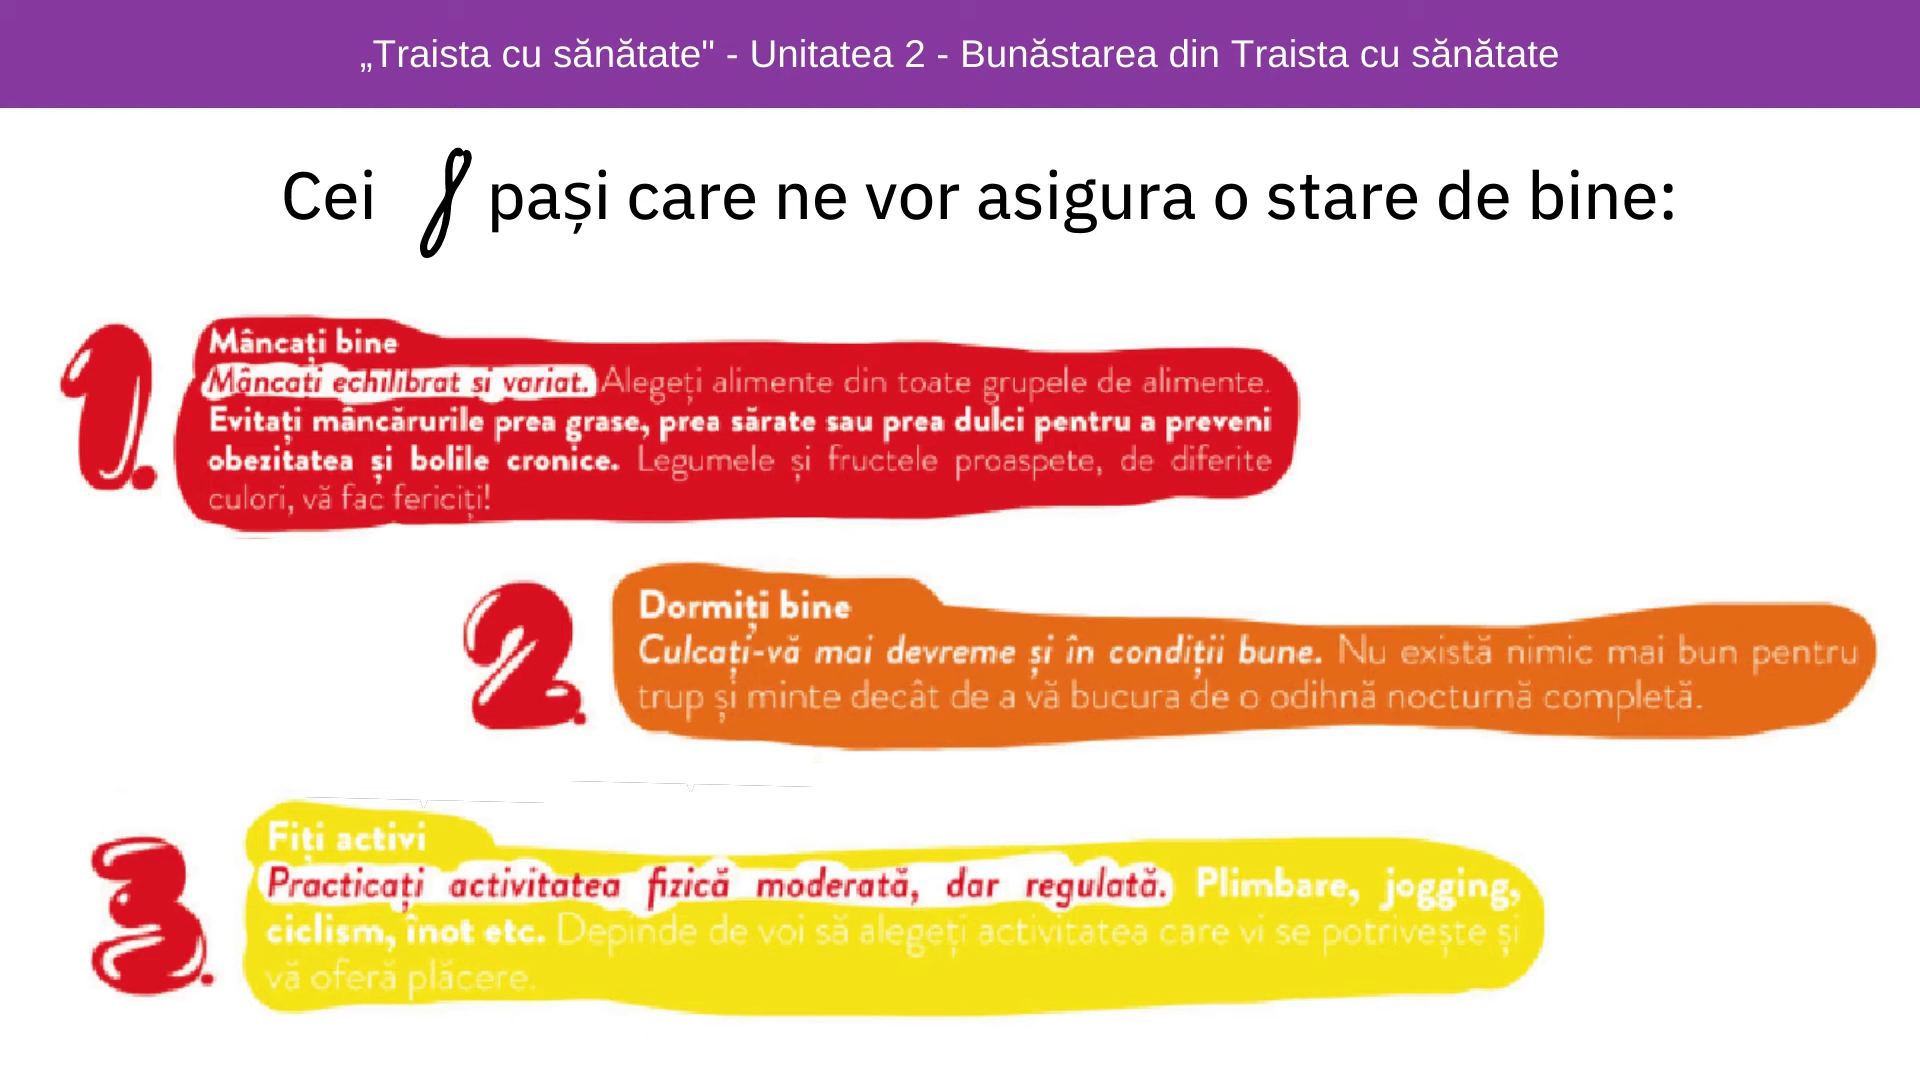 „Traista cu sănătate" - Unitatea 2 - Bunăstarea din Traista cu sănătate
Cei 8 pași care ne vor asigura o stare de bine:
1.
Mâncați bine
Mâncați echilibrat si variat. Alegeți alimente din toate grupele de alimente.
Evitați mâncărurile prea grase, prea sărate sau prea dulci pentru a preveni
obezitatea și bolile cronice. Legumele și fructele proaspete, de diferite
culori, vă fac fericiți!
2.
Dormiți bine
Culcați-vă mai devreme și în condiții bune. Nu există nimic mai bun pentru
trup și minte decât de a vă bucura de o odihnă nocturnă completă.
3.
Fiți activi
Practicați activitatea fizică moderată, dar regulată. Plimbare, jogging,
ciclism, înot etc. Depinde de voi să alegeți activitatea care vi se potrivește și
vă oferă plăcere.